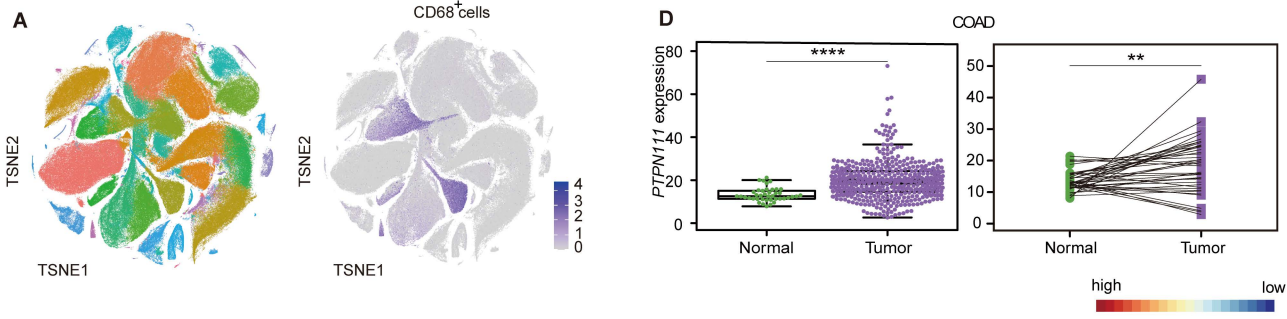 A
CD68+cells
TSNE2
TSNE1
TSNE2
TSNE1
4
3
2
1
0
D
COAD
PTPN111 expression
80
60
40
20
0
****
Normal
Tumor
50
40
30
20
10
0
**
Normal
Tumor
high
low